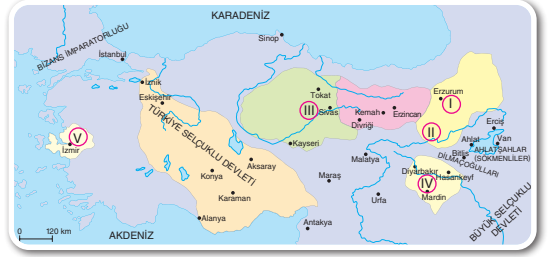 KARADENİZ
BİZANS İMPARATORLUĞU
Sinop
İstanbul
İznik
Eskişehir
Tokat
Erzurum
I
III
Sivas
Kemah
Erzincan
Divriği
II
Erciş
TÜRKİYE SELÇUKLU DEVLETİ
V
İzmir
Kayseri
Ahlat
Van
AHLATŞAHLAR
(SÖKMENLİLER)
Bitlis
DİLMAÇOĞULLARI
Malatya
Aksaray
Konya
Maraş
Diyarbakır
Hasankeyf
IV
Mardin
Karaman
Urfa
Alanya
Antakya
BÜYÜK SELÇUKLU
DEVLETİ
AKDENİZ
0 120 km